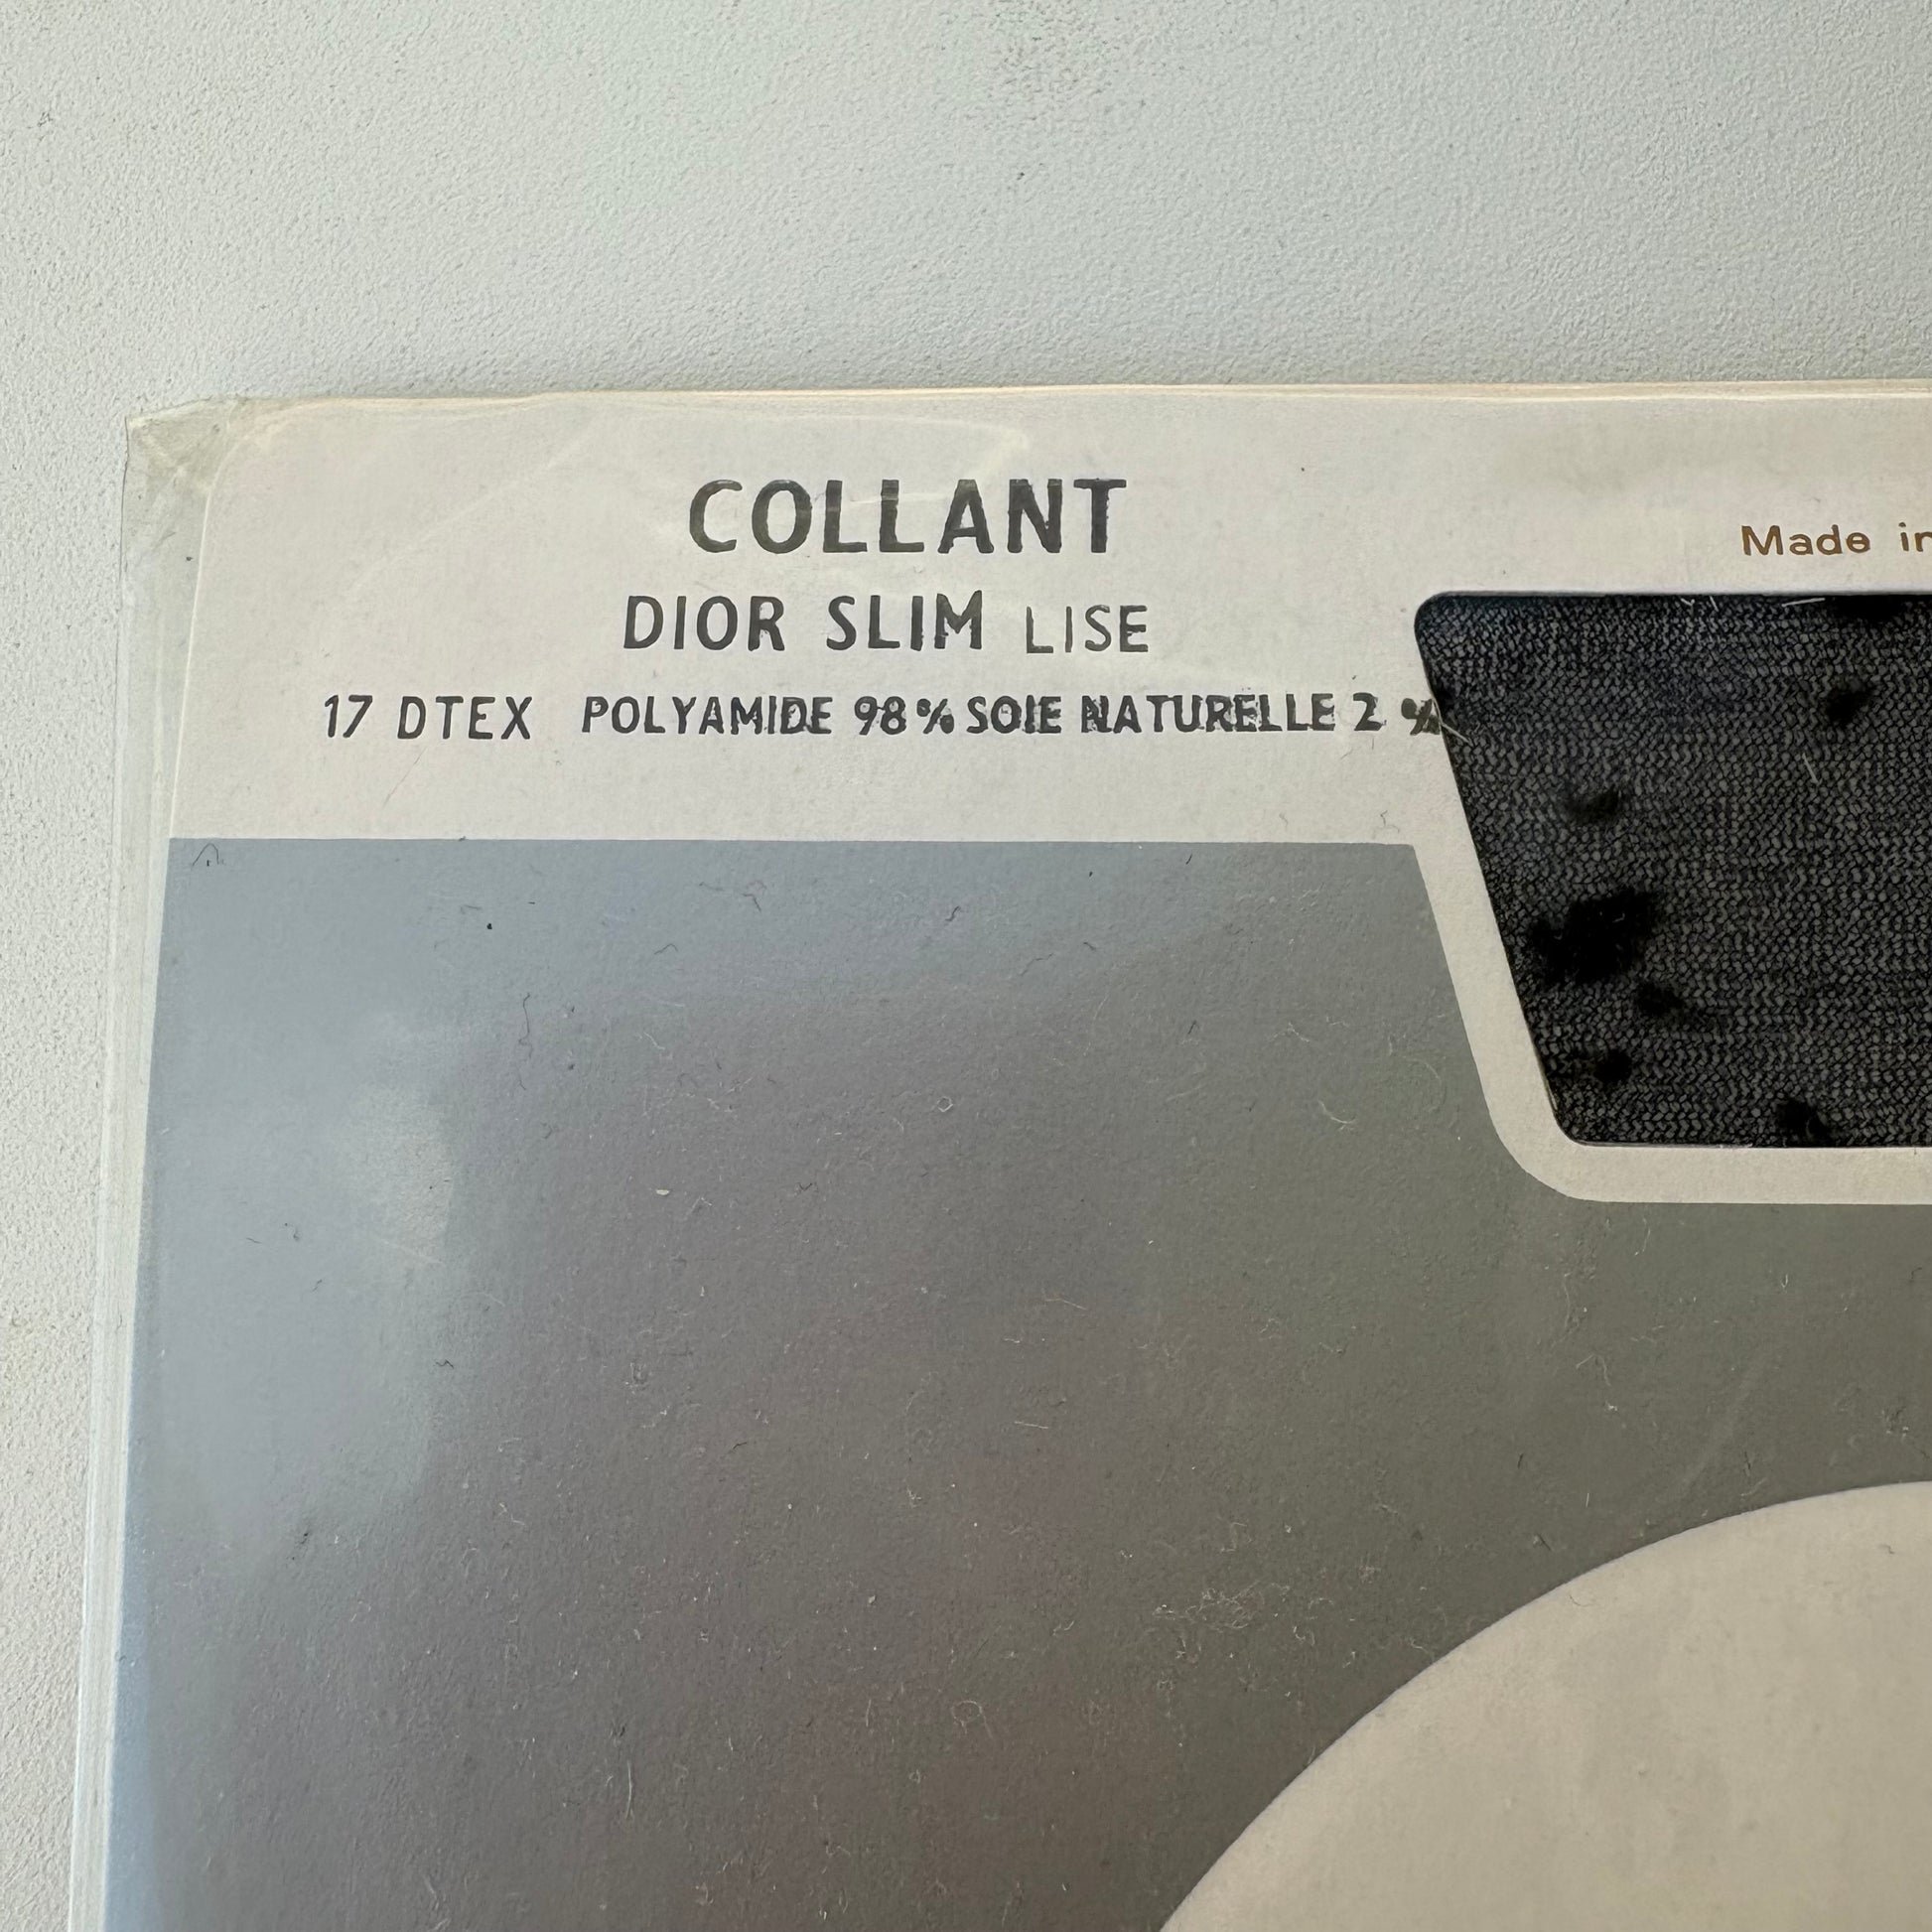 COLLANT
Made in
DIOR SLIM LISE
17 DTEX POLYAMIDE 98% SOIE NATURELLE 2 %